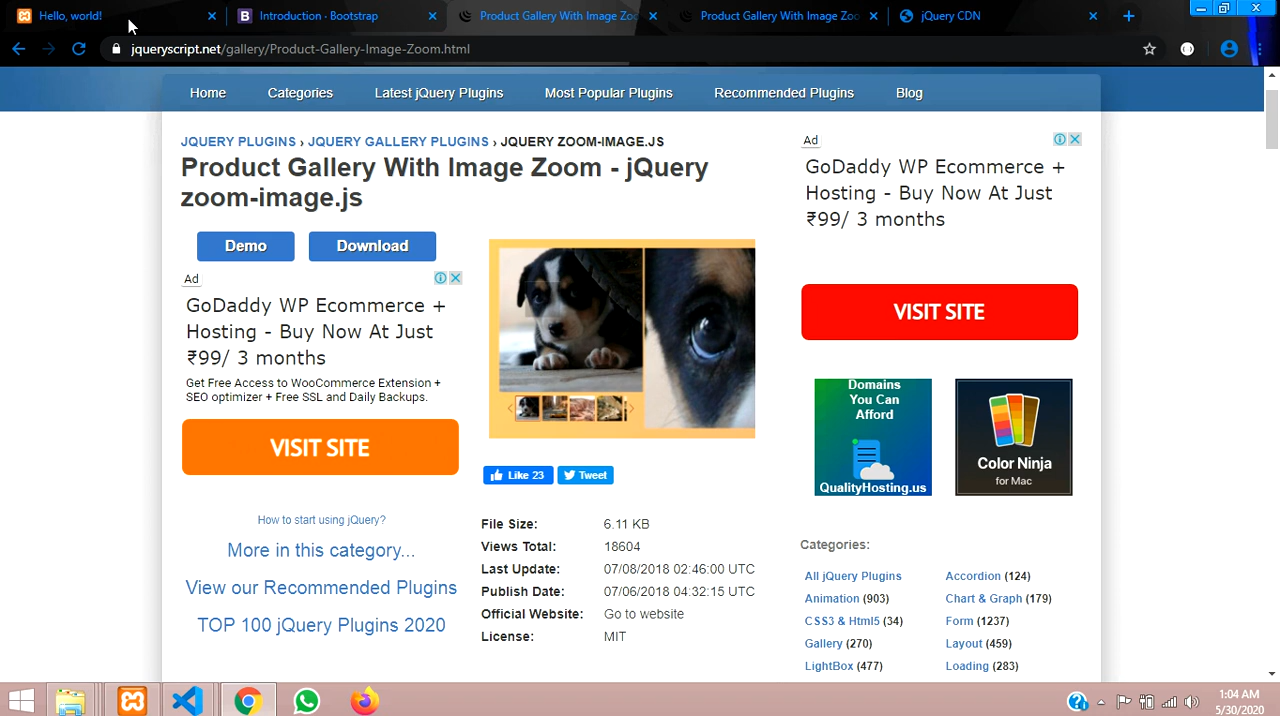 Hello, world!
Introduction · Bootstrap
Product Gallery With Image Zoo
Product Gallery With Image Zoo
jQuery CDN
jqueryscript.net/gallery/Product-Gallery-Image-Zoom.html
Home
Categories
Latest jQuery Plugins
Most Popular Plugins
Recommended Plugins
Blog
JQUERY PLUGINS › JQUERY GALLERY PLUGINS › JQUERY ZOOM-IMAGE.JS
Product Gallery With Image Zoom - jQuery
zoom-image.js
Demo
Download
Ad
GoDaddy WP Ecommerce +
Hosting - Buy Now At Just
₹99/ 3 months
Get Free Access to WooCommerce Extension +
SEO optimizer + Free SSL and Daily Backups.
VISIT SITE
How to start using jQuery?
More in this category...
View our Recommended Plugins
TOP 100 jQuery Plugins 2020
Like 23
Tweet
File Size: 6.11 KB
Views Total: 18604
Last Update: 07/08/2018 02:46:00 UTC
Publish Date: 07/06/2018 04:32:15 UTC
Official Website: Go to website
License: MIT
Ad
GoDaddy WP Ecommerce +
Hosting - Buy Now At Just
₹99/ 3 months
VISIT SITE
Domains
You Can
Afford
QualityHosting.us
Color Ninja
for Mac
Categories:
All jQuery Plugins
Accordion (124)
Animation (903)
Chart & Graph (179)
CSS3 & Html5 (34)
Form (1237)
Gallery (270)
Layout (459)
LightBox (477)
Loading (283)
1:04 AM
5/30/2020